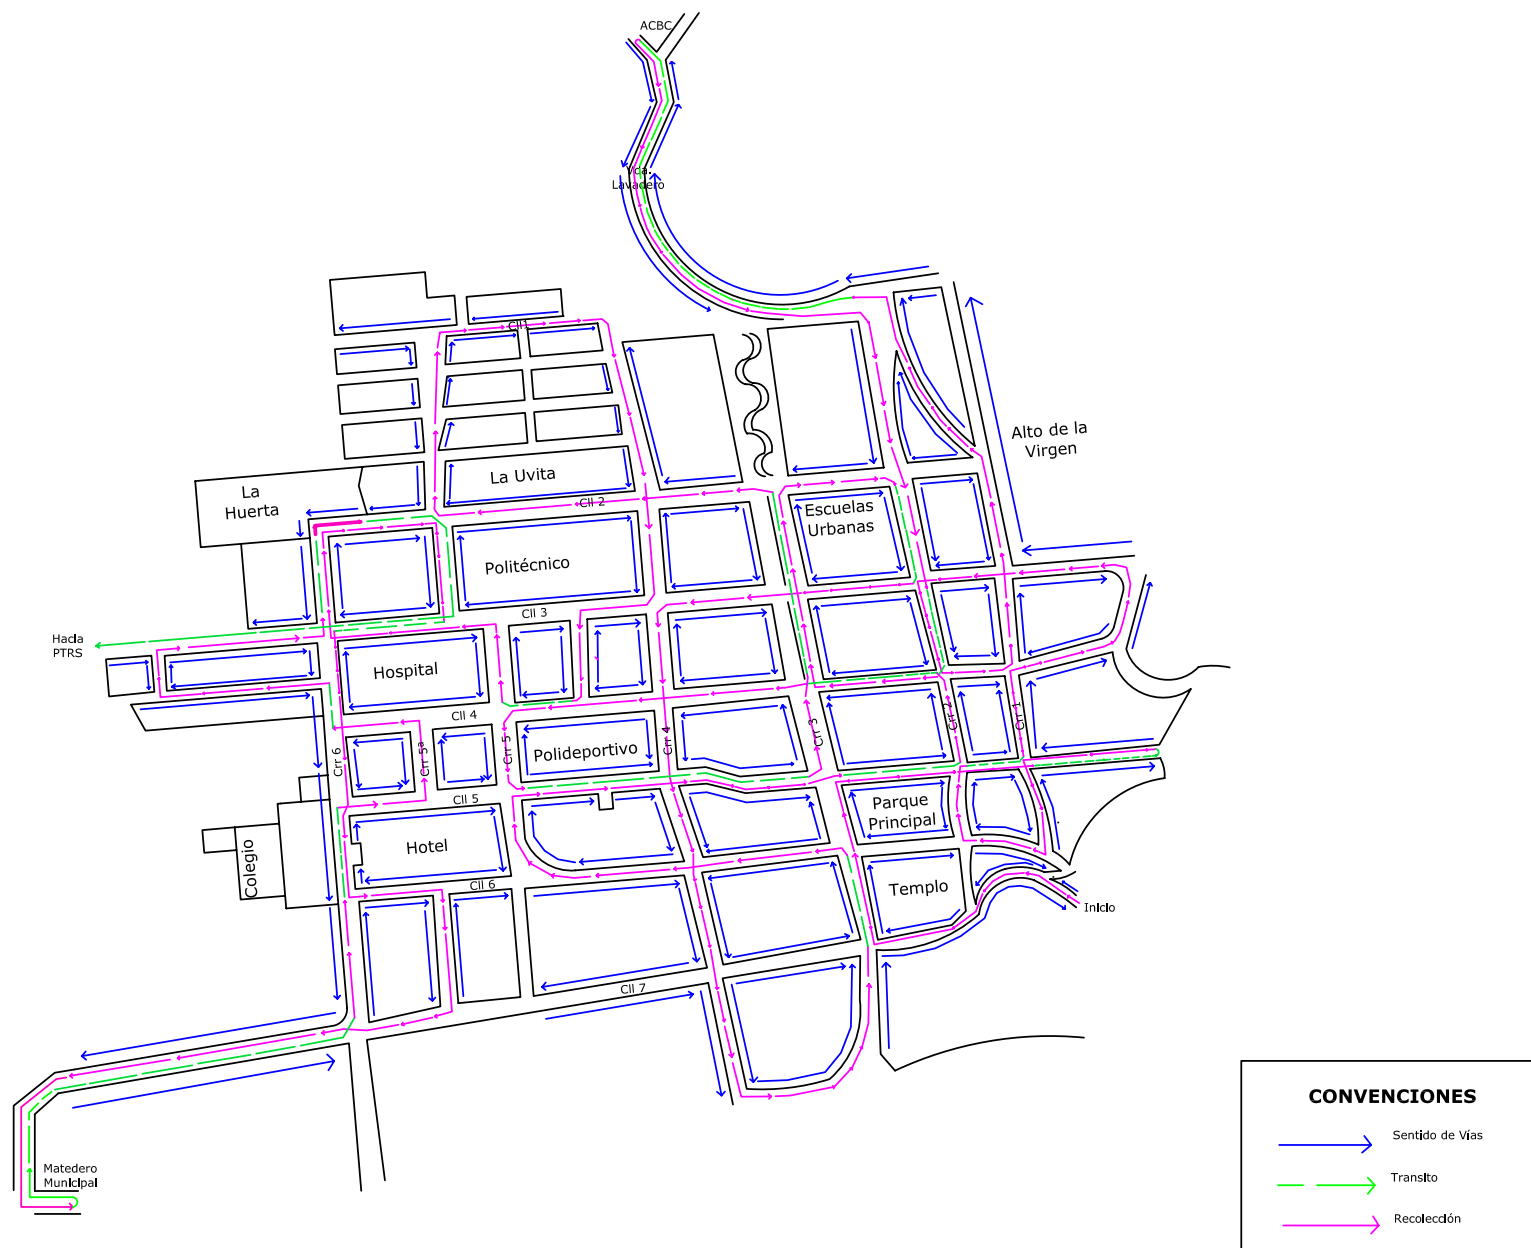 ACBC
Vda.
Lavadero
Cll1
Alto de la
Virgen
La Uvita
La
Huerta
Cll 2
Escuelas
Urbanas
Politécnico
Cll 3
Hacia
PTRS
Hospital
Cll 4
Crr 6
Crr 5ª
Crr 5
Polideportivo
Crr 4
Crr 3
Crr 2
Crr 1
Cll 5
Parque
Principal
Hotel
Colegio
Cll 6
Templo
Inicio
Cll 7
Matedero
Municipal
CONVENCIONES
Sentido de Vías
Transito
Recolección